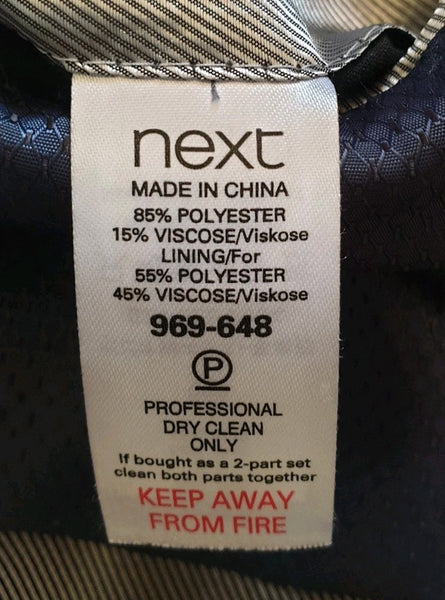 next
MADE IN CHINA
85% POLYESTER
15% VISCOSE/Viskose
LINING/For
55% POLYESTER
45% VISCOSE/Viskose
969-648
P
PROFESSIONAL
DRY CLEAN
ONLY
If bought as a 2-part set
clean both parts together
KEEP AWAY
FROM FIRE